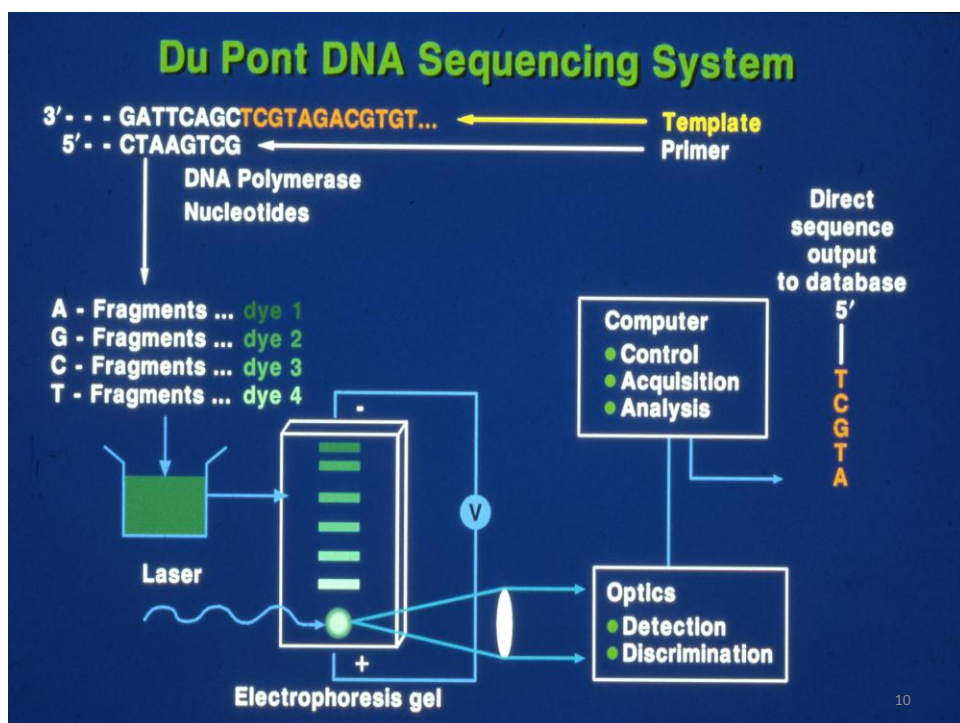 Du Pont DNA Sequencing System
3′- - - GATTCAGCTCGTAGACGTGT...
Template
5′- - CTAAGTCG
Primer
DNA Polymerase
Nucleotides
Direct
sequence
output
to database
5′
T
C
G
T
A
A - Fragments ... dye 1
G - Fragments ... dye 2
C - Fragments ... dye 3
T - Fragments ... dye 4
Computer
● Control
● Acquisition
● Analysis
-
V
Laser
+
Electrophoresis gel
Optics
● Detection
● Discrimination
10